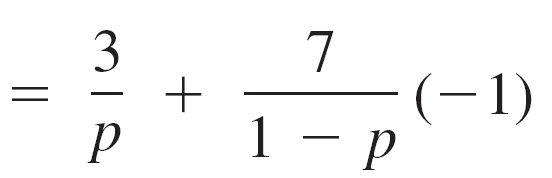 = 3/p + 7/(1 − p) (−1)